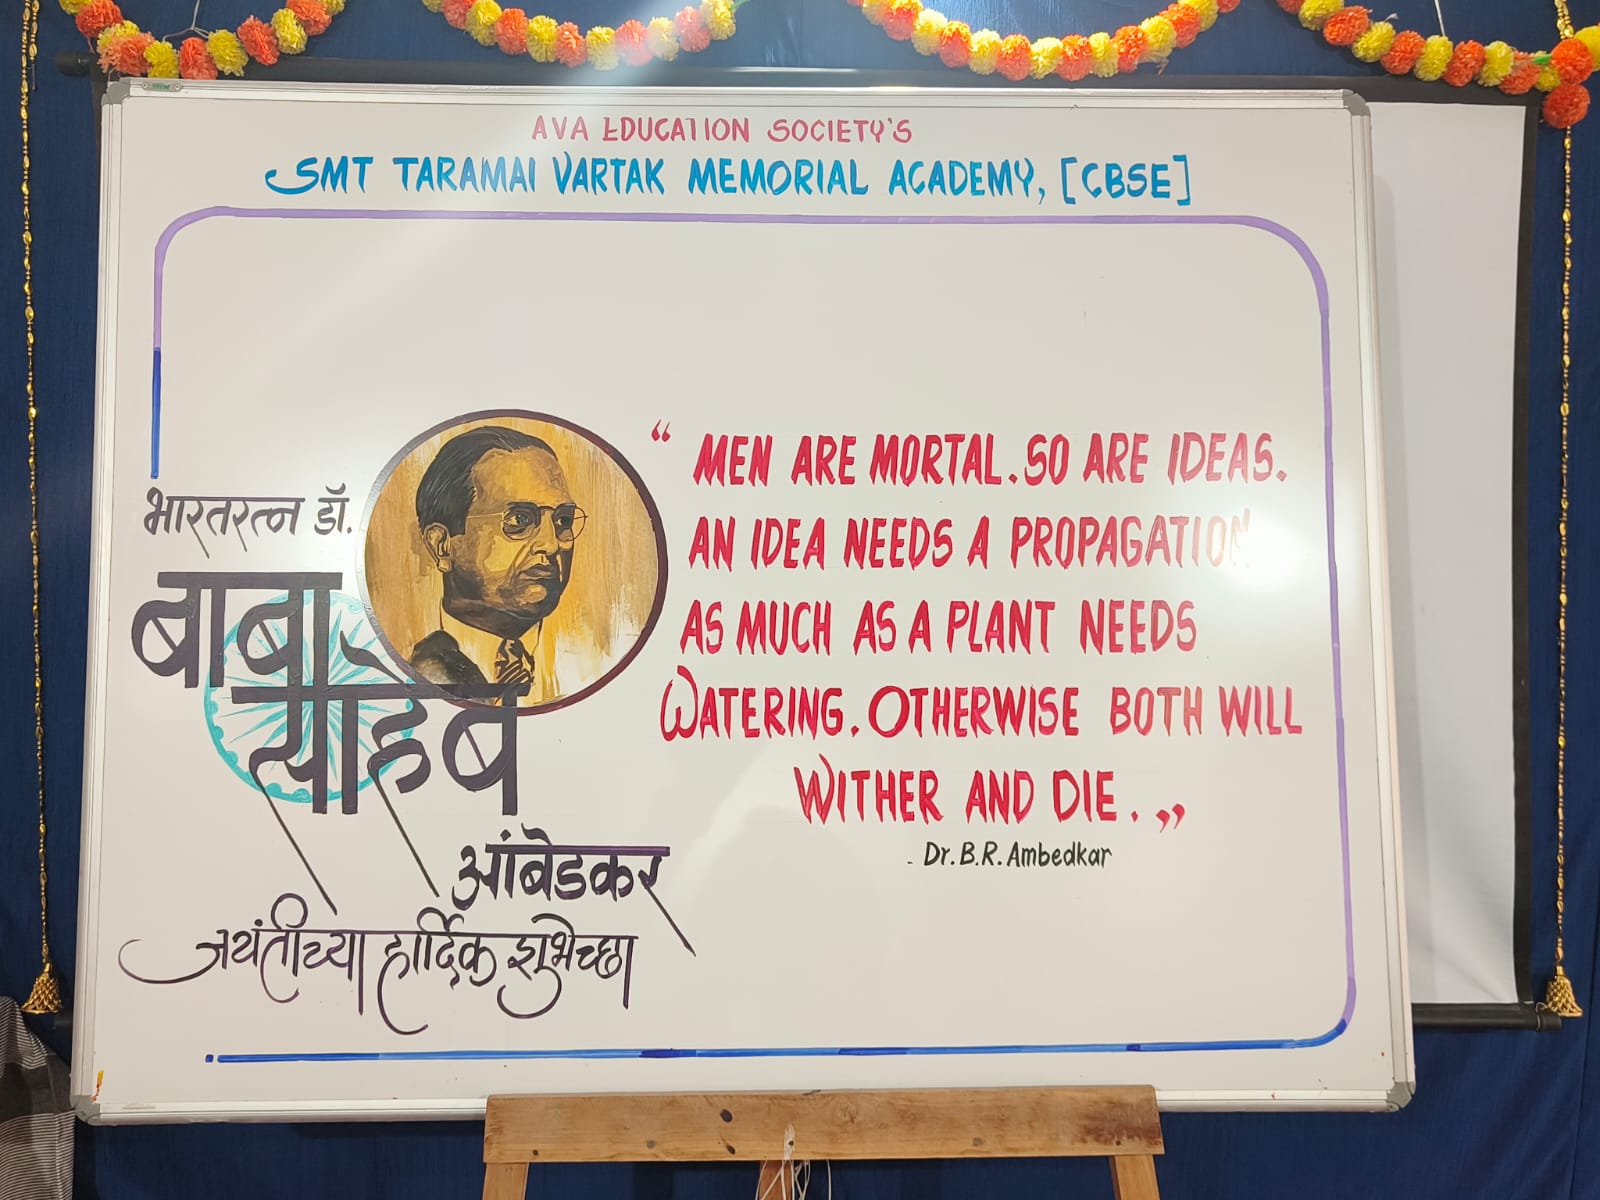 AVA EDUCATION SOCIETY'S
SMT TARAMAI VARTAK MEMORIAL ACADEMY, [CBSE]
भारतरत्न डॉ.
बाबा
साहेब
आंबेडकर
जयंतीच्या हार्दिक शुभेच्छा
“ MEN ARE MORTAL. SO ARE IDEAS.
AN IDEA NEEDS A PROPAGATION
AS MUCH AS A PLANT NEEDS
WATERING. OTHERWISE BOTH WILL
WITHER AND DIE. „
- Dr. B. R. Ambedkar